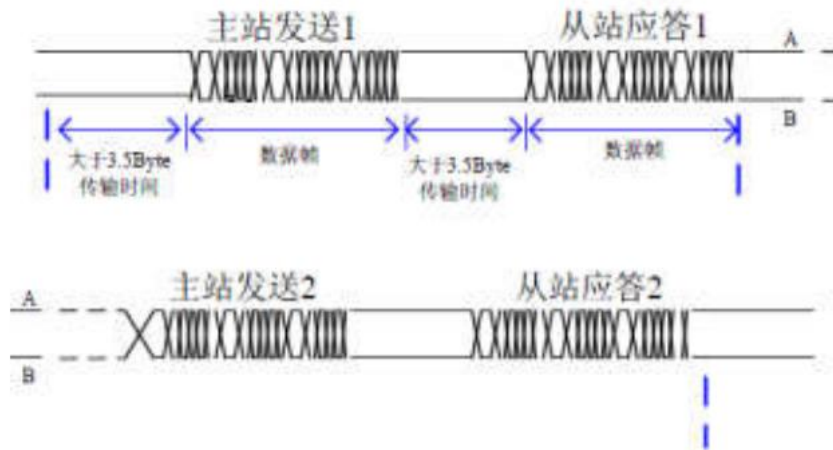 主站发送1
从站应答1
A
B
大于3.5Byte
传输时间
数据帧
大于3.5Byte
传输时间
数据帧
主站发送2
从站应答2
A
B